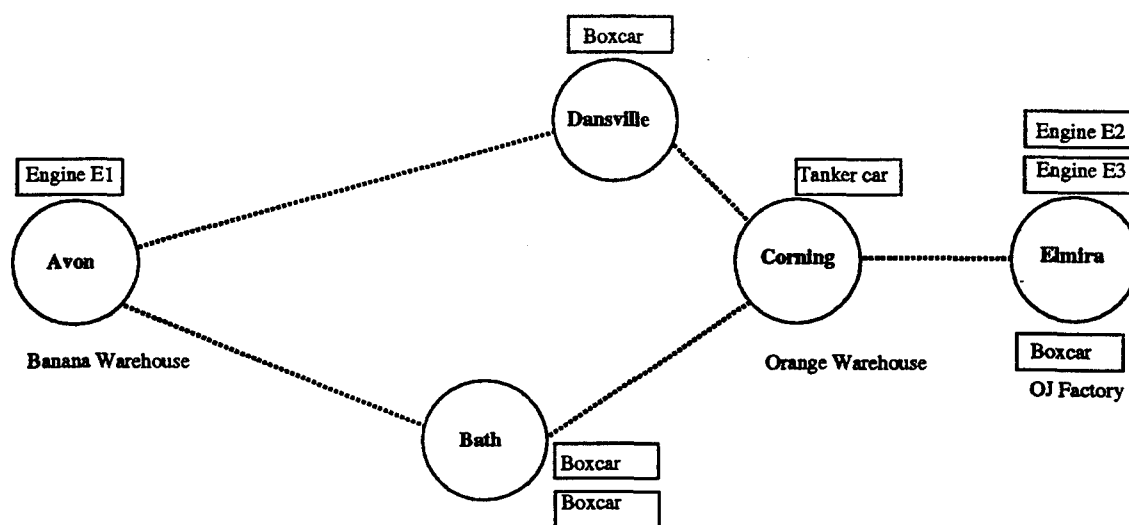 Boxcar
Dansville
Engine E2
Engine E3
Engine E1
Tanker car
Avon
Corning
Elmira
Banana Warehouse
Orange Warehouse
Boxcar
OJ Factory
Bath
Boxcar
Boxcar